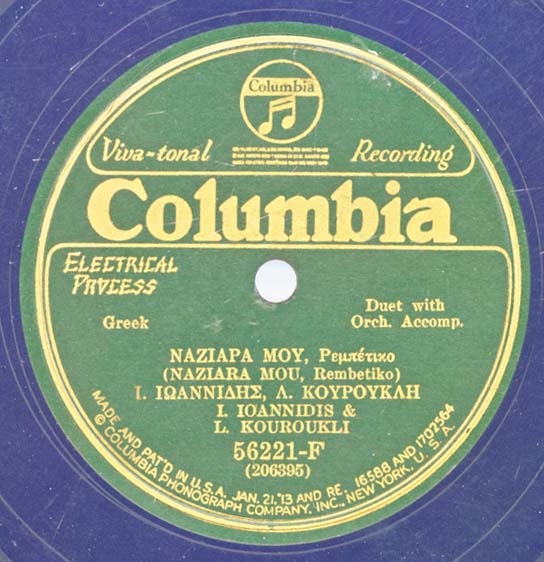 Columbia
Viva-tonal Recording
Columbia
ELECTRICAL
PROCESS
Greek
Duet with
Orch. Accomp.
ΝΑΖΙΑΡΑ ΜΟΥ, Ρεμπέτικο
(NAZIARA MOU, Rembetiko)
Ι. ΙΩΑΝΝΙΔΗΣ, Λ. ΚΟΥΡΟΥΚΛΗ
I. IOANNIDIS &
L. KOUROUKLI
56221-F
(206395)
MADE AND PAT'D IN U.S.A. JAN. 21,'13 AND RE. 16588 AND 1702564
© COLUMBIA PHONOGRAPH COMPANY. INC., NEW YORK, U. S. A.